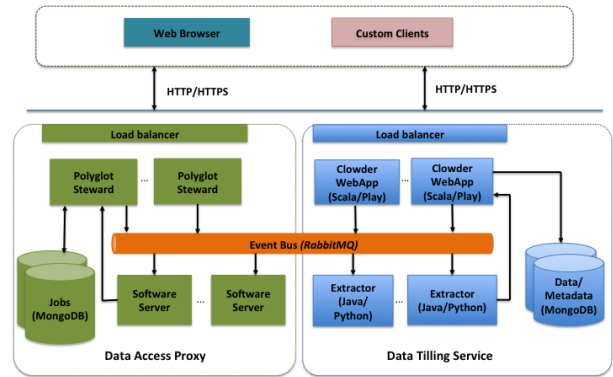 Web Browser
Custom Clients
HTTP/HTTPS
HTTP/HTTPS
Load balancer
Load balancer
Polyglot
Steward
...
Polyglot
Steward
Clowder
WebApp
(Scala/Play)
...
Clowder
WebApp
(Scala/Play)
Event Bus (RabbitMQ)
Jobs
(MongoDB)
Software
Server
...
Software
Server
Extractor
(Java/
Python)
...
Extractor
(Java/Python)
Data/
Metadata
(MongoDB)
Data Access Proxy
Data Tilling Service